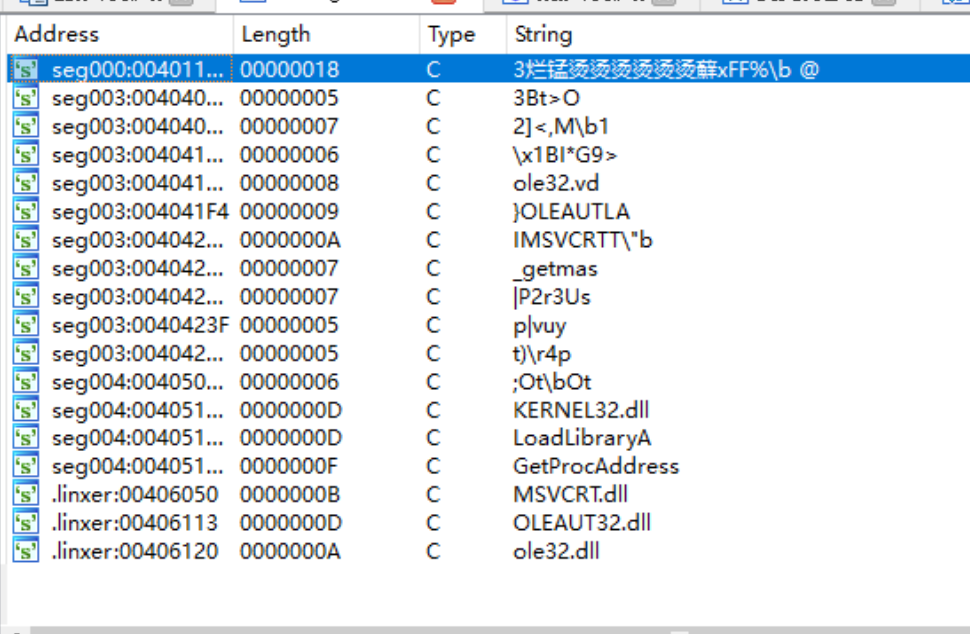 Address Length Type String
seg000:004011... 00000018 C 3烂锰烫烫烫烫烫烫蘚xFF%\b @
seg003:004040... 00000005 C 3Bt>O
seg003:004040... 00000007 C 2]<,M\b1
seg003:004041... 00000006 C \x1BI*G9>
seg003:004041... 00000008 C ole32.vd
seg003:004041F4 00000009 C }OLEAUTLA
seg003:004042... 0000000A C IMSVCRTT\"b
seg003:004042... 00000007 C _getmas
seg003:004042... 00000007 C |P2r3Us
seg003:0040423F 00000005 C p|vuy
seg003:004042... 00000005 C t)\r4p
seg004:004050... 00000006 C ;Ot\bOt
seg004:004051... 0000000D C KERNEL32.dll
seg004:004051... 0000000D C LoadLibraryA
seg004:004051... 0000000F C GetProcAddress
.linxer:00406050 0000000B C MSVCRT.dll
.linxer:00406113 0000000D C OLEAUT32.dll
.linxer:00406120 0000000A C ole32.dll